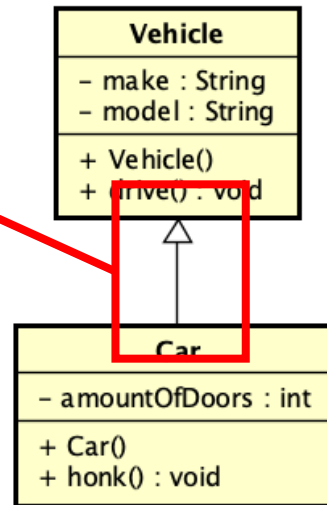 Vehicle
- make : String
- model : String
+ Vehicle()
+ drive() : void
Car
- amountOfDoors : int
+ Car()
+ honk() : void